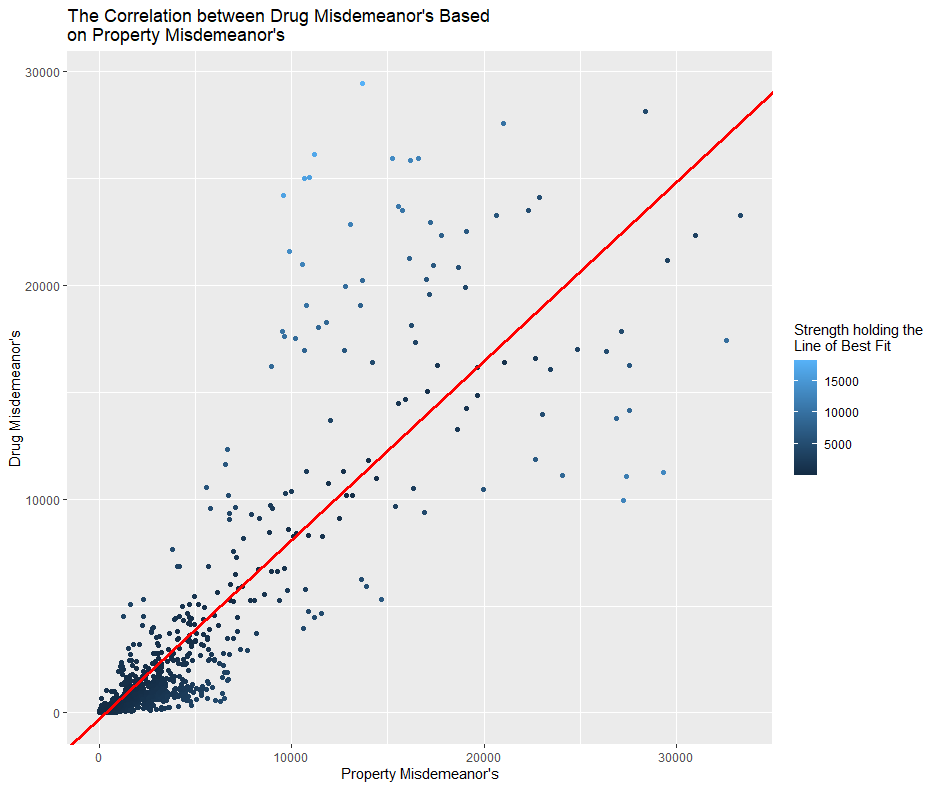 The Correlation between Drug Misdemeanor's Based
on Property Misdemeanor's
30000
20000
10000
0
Drug Misdemeanor's
0
10000
20000
30000
Property Misdemeanor's
Strength holding the
Line of Best Fit
15000
10000
5000